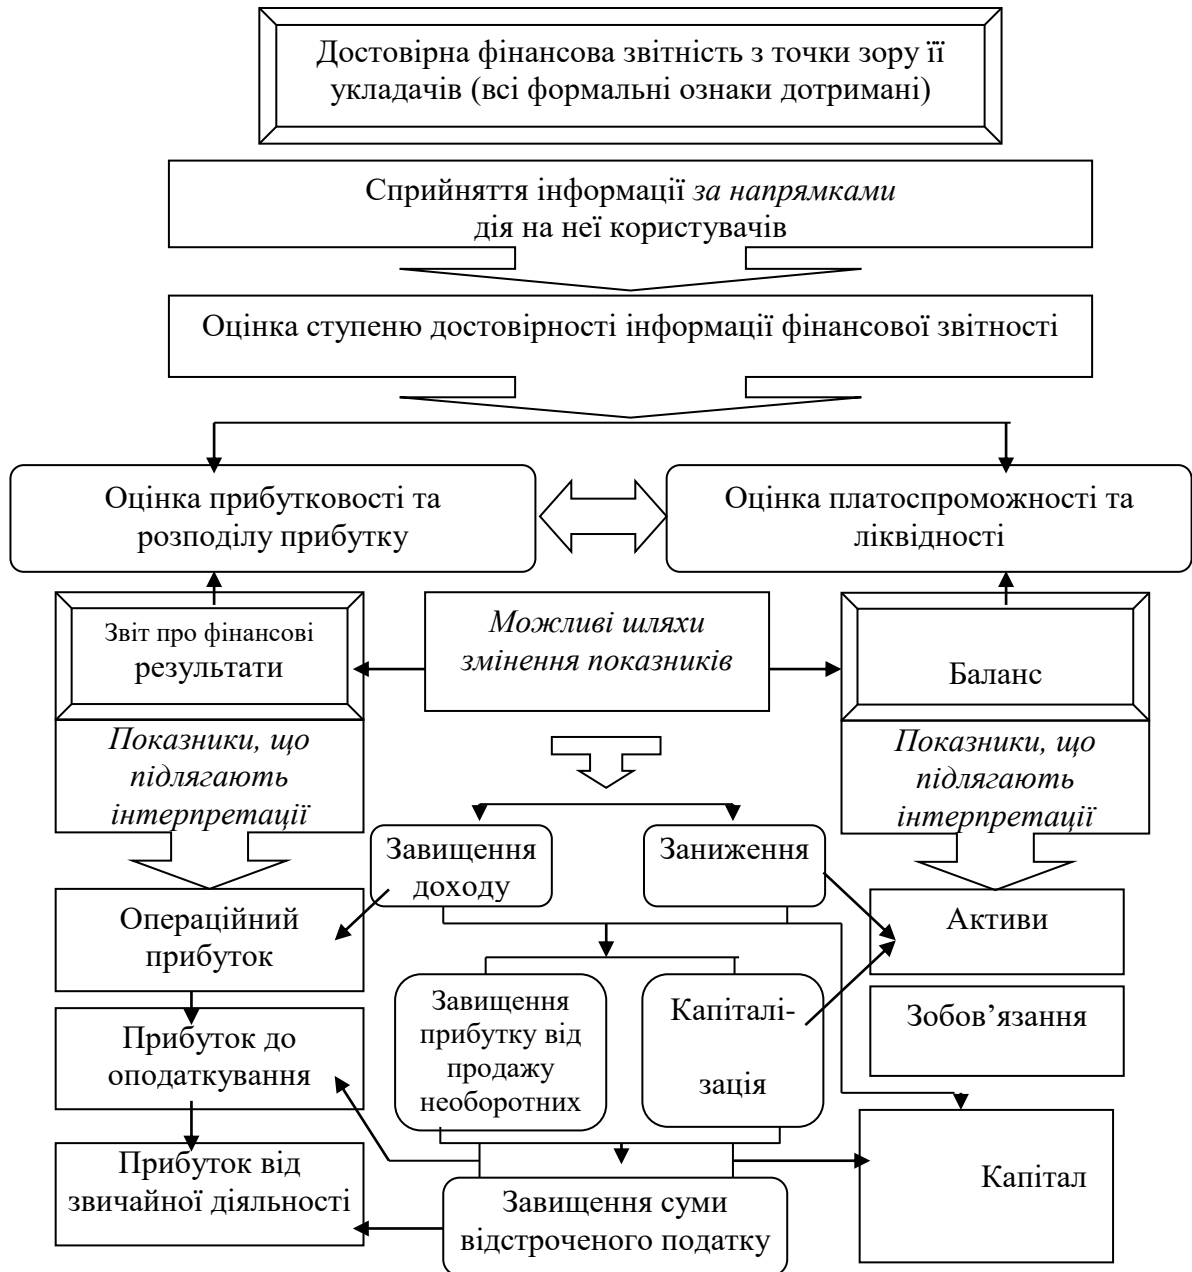 Достовірна фінансова звітність з точки зору її
укладачів (всі формальні ознаки дотримані)
Сприйняття інформації за напрямками
дія на неї користувачів
Оцінка ступеню достовірності інформації фінансової звітності
Оцінка прибутковості та
розподілу прибутку
Оцінка платоспроможності та
ліквідності
Звіт про фінансові
результати
Можливі шляхи
змінення показників
Баланс
Показники, що
підлягають
інтерпретації
Показники, що
підлягають
інтерпретації
Завищення
доходу
Заниження
Операційний
прибуток
Активи
Завищення
прибутку від
продажу
необоротних
Капіталі-
зація
Зобов’язання
Прибуток до
оподаткування
Прибуток від
звичайної діяльності
Завищення суми
відстроченого податку
Капітал